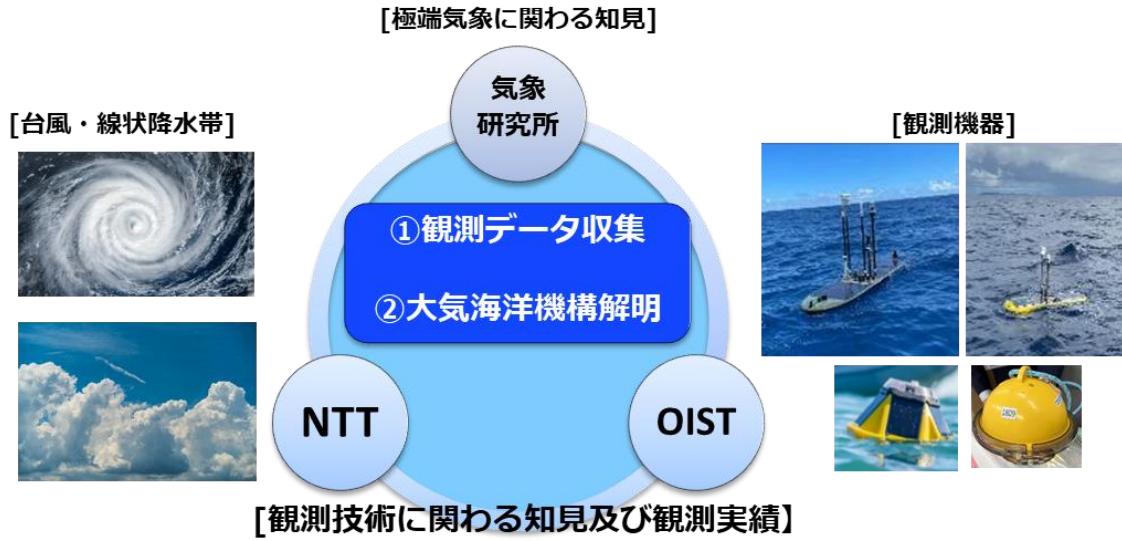 [極端気象に関わる知見]
気象
研究所
[台風・線状降水帯]
[観測機器]
①観測データ収集
②大気海洋機構解明
NTT
OIST
[観測技術に関わる知見及び観測実績】